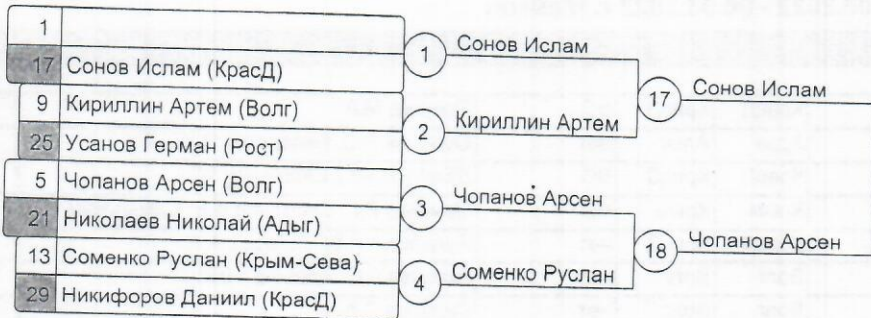 1
17 Сонов Ислам (КрасД)
9 Кириллин Артем (Волг)
25 Усанов Герман (Рост)
5 Чопанов Арсен (Волг)
21 Николаев Николай (Адыг)
13 Соменко Руслан (Крым-Сева)
29 Никифоров Даниил (КрасД)
1 Сонов Ислам
2 Кириллин Артем
3 Чопанов Арсен
4 Соменко Руслан
17 Сонов Ислам
18 Чопанов Арсен